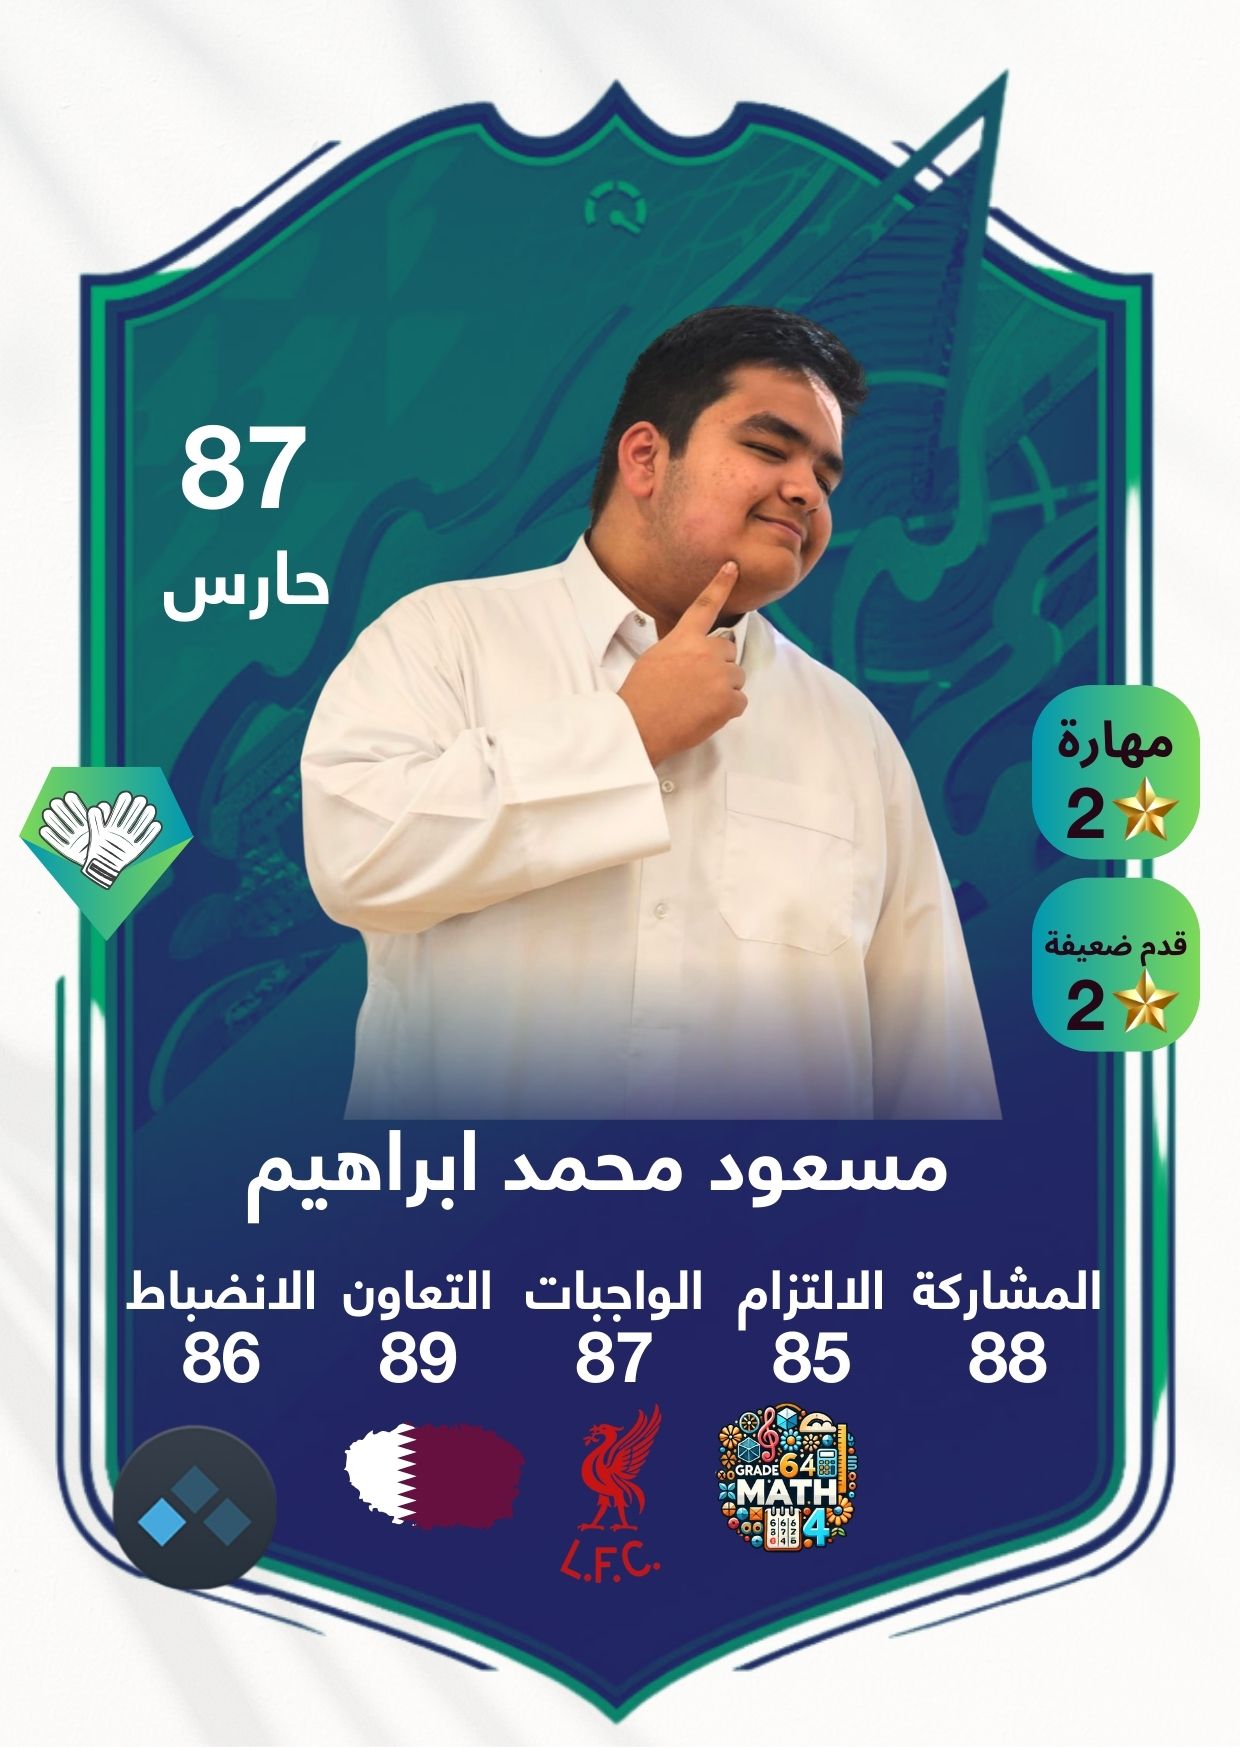 87
حارس
مهارة
2
قدم ضعيفة
2
مسعود محمد ابراهيم
المشاركة الالتزام الواجبات التعاون الانضباط
88 85 87 89 86
GRADE 64
MATH
4
L.F.C.